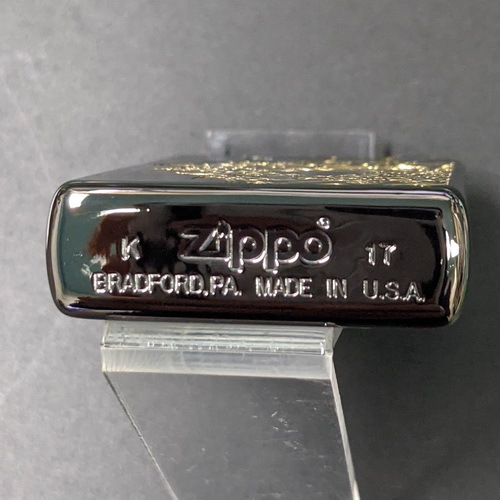 K Zippo® 17
BRADFORD,PA. MADE IN U.S.A.